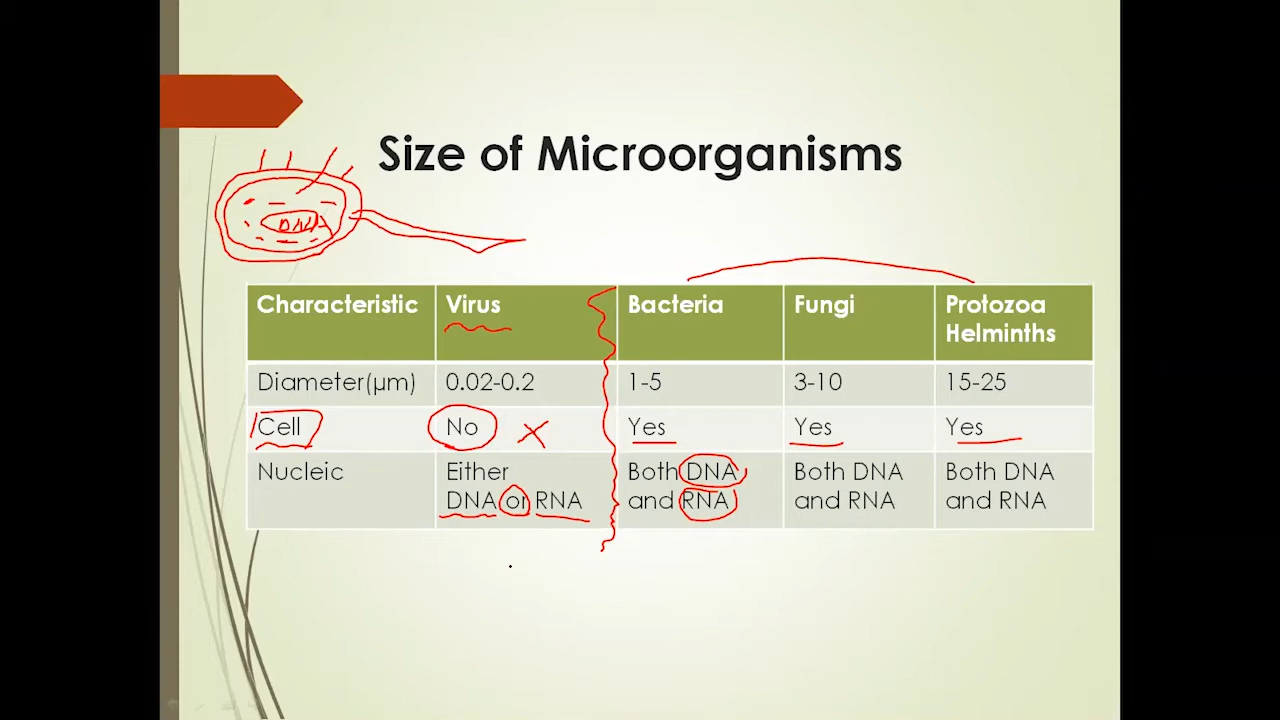 Size of Microorganisms
DNA
Characteristic Virus Bacteria Fungi Protozoa
Helminths
Diameter(µm) 0.02-0.2 1-5 3-10 15-25
Cell No Yes Yes Yes
Nucleic Either Both DNA Both DNA Both DNA
DNA or RNA and RNA and RNA and RNA